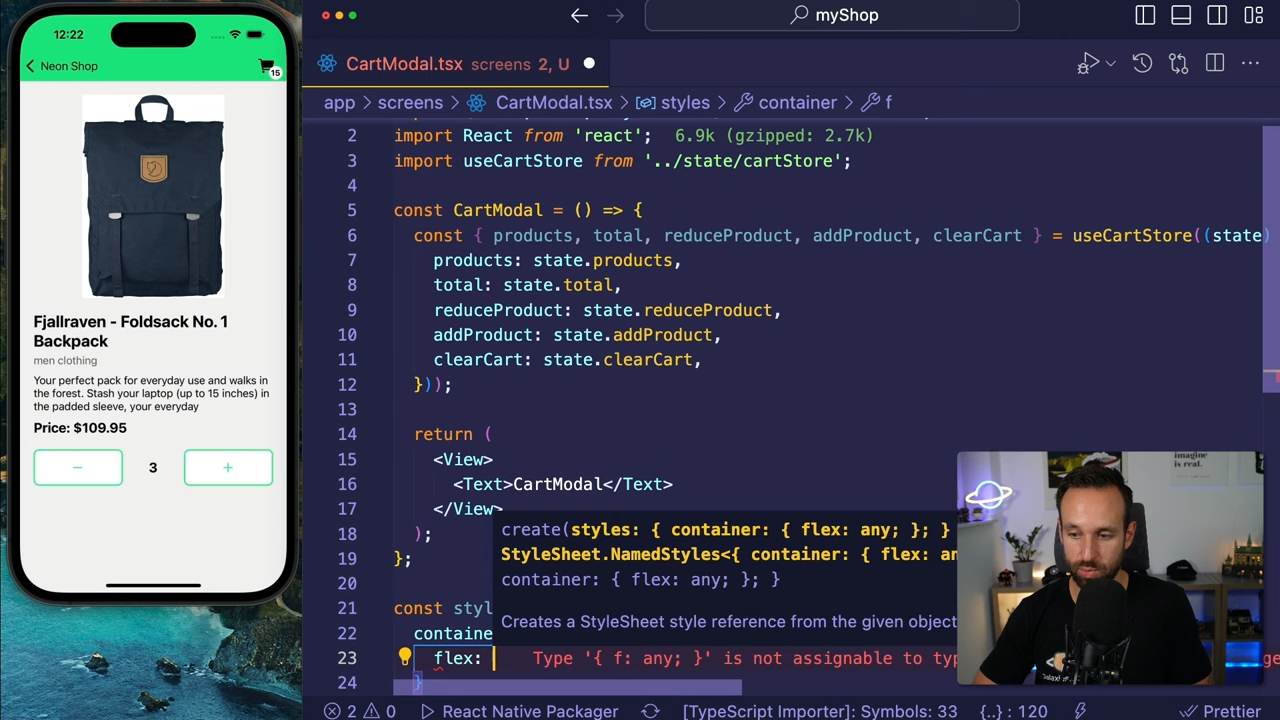 12:22
Neon Shop
15
Fjallraven - Foldsack No. 1
Backpack
men clothing
Your perfect pack for everyday use and walks in
the forest. Stash your laptop (up to 15 inches) in
the padded sleeve, your everyday
Price: $109.95
−
3
+
myShop
CartModal.tsx screens 2, U
app > screens > CartModal.tsx > styles > container > f
2 import React from 'react'; 6.9k (gzipped: 2.7k)
3 import useCartStore from '../state/cartStore';
4
5 const CartModal = () => {
6 const { products, total, reduceProduct, addProduct, clearCart } = useCartStore((state)
7 products: state.products,
8 total: state.total,
9 reduceProduct: state.reduceProduct,
10 addProduct: state.addProduct,
11 clearCart: state.clearCart,
12 }));
13
14 return (
15 <View>
16 <Text>CartModal</Text>
17 </View>
18 );
19 };
20
21 const styl
22 containe
23 flex: Type '{ f: any; }' is not assignable to typ
24 }
create(styles: { container: { flex: any; }; }
StyleSheet.NamedStyles<{ container: { flex: an
container: { flex: any; }; }
Creates a StyleSheet style reference from the given object
imagine
is real.
2 0 React Native Packager [TypeScript Importer]: Symbols: 33 {..} : 120 Prettier